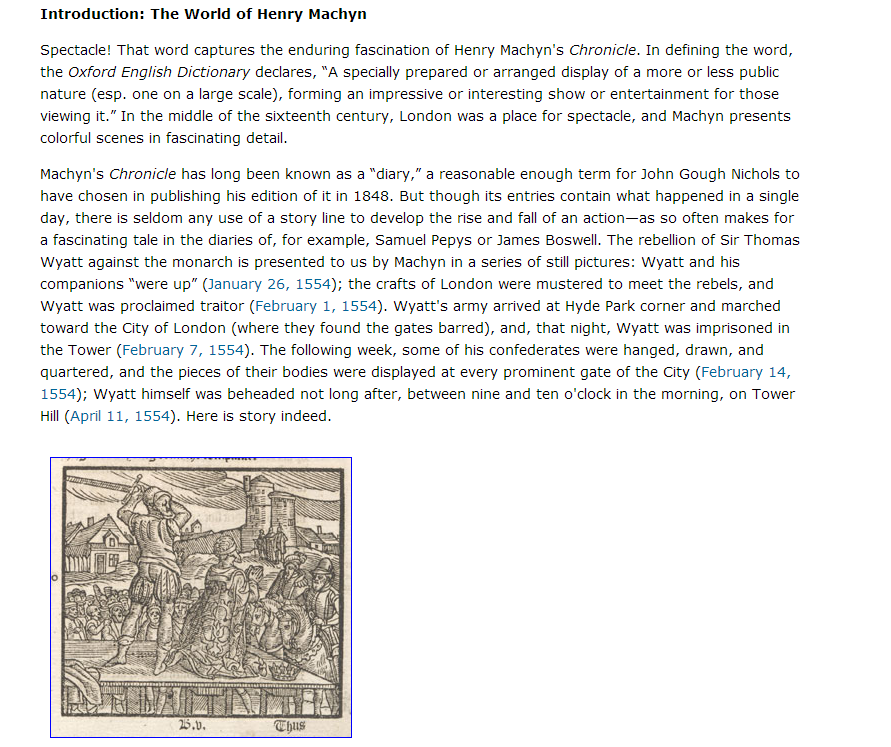 Introduction: The World of Henry Machyn
Spectacle! That word captures the enduring fascination of Henry Machyn's Chronicle. In defining the word,
the Oxford English Dictionary declares, “A specially prepared or arranged display of a more or less public
nature (esp. one on a large scale), forming an impressive or interesting show or entertainment for those
viewing it.” In the middle of the sixteenth century, London was a place for spectacle, and Machyn presents
colorful scenes in fascinating detail.
Machyn's Chronicle has long been known as a “diary,” a reasonable enough term for John Gough Nichols to
have chosen in publishing his edition of it in 1848. But though its entries contain what happened in a single
day, there is seldom any use of a story line to develop the rise and fall of an action—as so often makes for
a fascinating tale in the diaries of, for example, Samuel Pepys or James Boswell. The rebellion of Sir Thomas
Wyatt against the monarch is presented to us by Machyn in a series of still pictures: Wyatt and his
companions “were up” (January 26, 1554); the crafts of London were mustered to meet the rebels, and
Wyatt was proclaimed traitor (February 1, 1554). Wyatt's army arrived at Hyde Park corner and marched
toward the City of London (where they found the gates barred), and, that night, Wyatt was imprisoned in
the Tower (February 7, 1554). The following week, some of his confederates were hanged, drawn, and
quartered, and the pieces of their bodies were displayed at every prominent gate of the City (February 14,
1554); Wyatt himself was beheaded not long after, between nine and ten o'clock in the morning, on Tower
Hill (April 11, 1554). Here is story indeed.
B.v. Thus